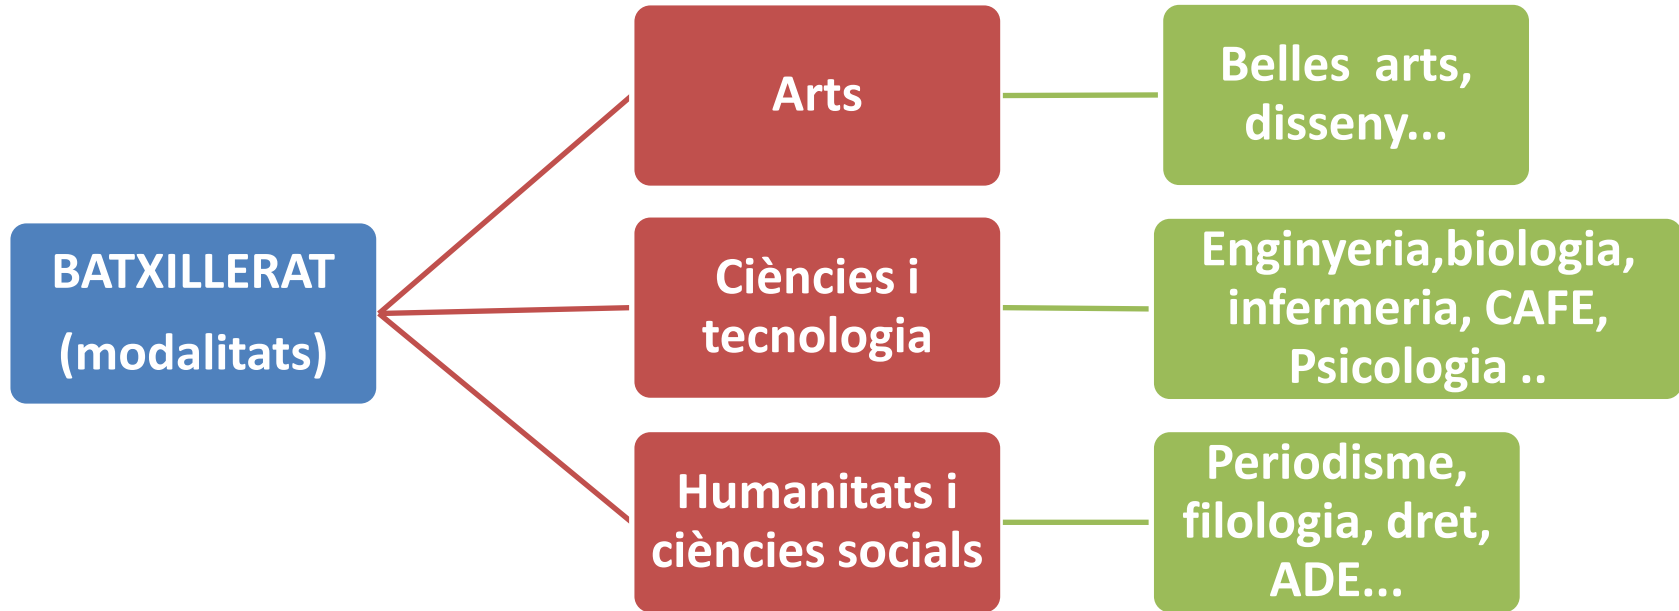 BATXILLERAT
(modalitats)
Arts
Belles arts,
disseny...
Ciències i
tecnologia
Enginyeria,biologia,
infermeria, CAFE,
Psicologia ..
Humanitats i
ciències socials
Periodisme,
filologia, dret,
ADE...